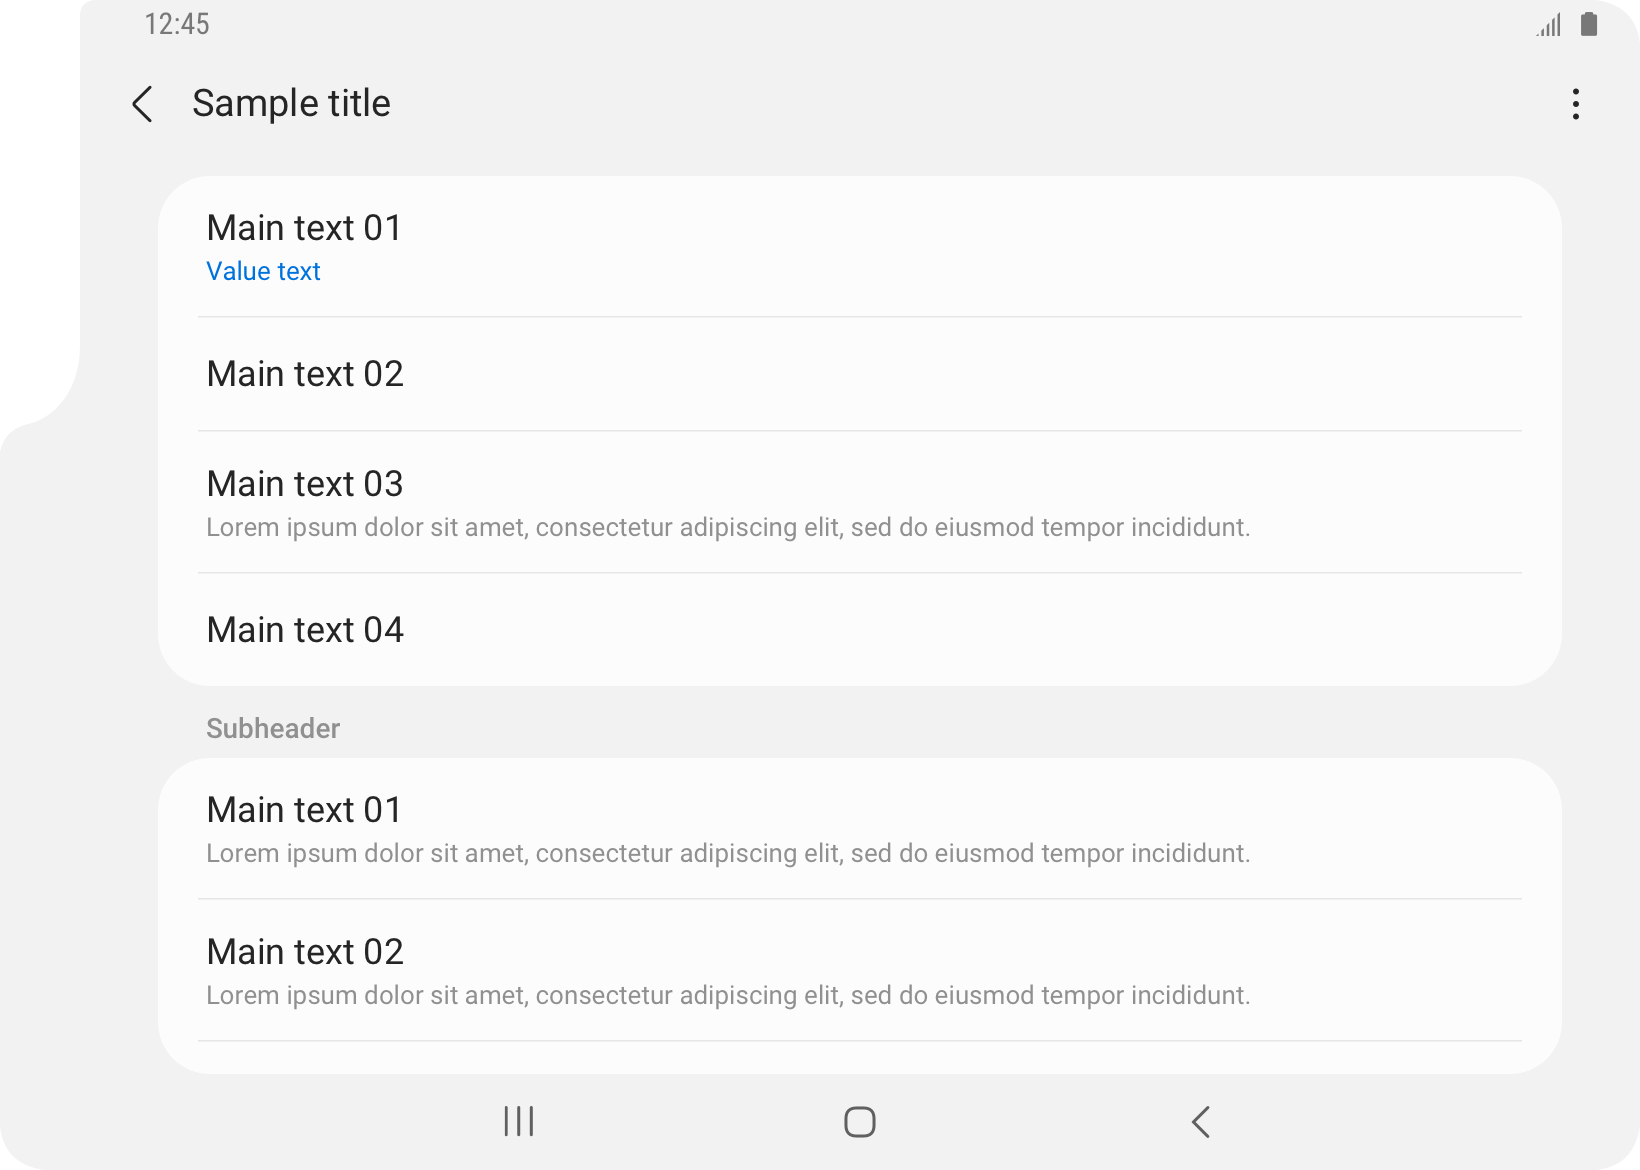 12:45
Sample title
Main text 01
Value text
Main text 02
Main text 03
Lorem ipsum dolor sit amet, consectetur adipiscing elit, sed do eiusmod tempor incididunt.
Main text 04
Subheader
Main text 01
Lorem ipsum dolor sit amet, consectetur adipiscing elit, sed do eiusmod tempor incididunt.
Main text 02
Lorem ipsum dolor sit amet, consectetur adipiscing elit, sed do eiusmod tempor incididunt.